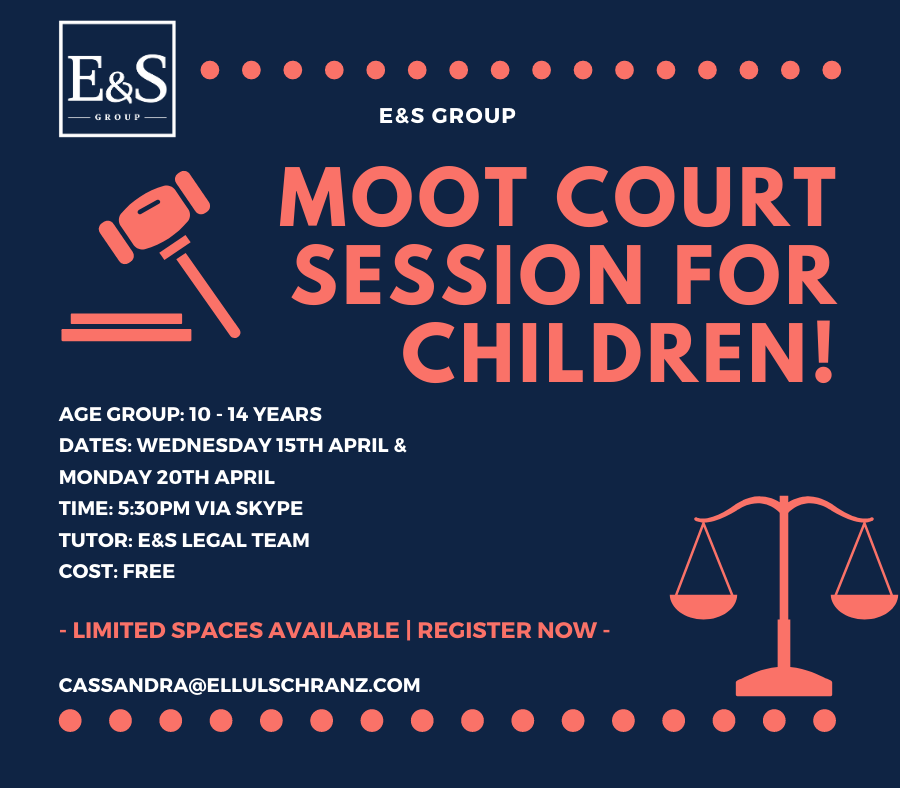 E&S
GROUP
E&S GROUP
MOOT COURT
SESSION FOR
CHILDREN!
AGE GROUP: 10 - 14 YEARS
DATES: WEDNESDAY 15TH APRIL &
MONDAY 20TH APRIL
TIME: 5:30PM VIA SKYPE
TUTOR: E&S LEGAL TEAM
COST: FREE
- LIMITED SPACES AVAILABLE | REGISTER NOW -
CASSANDRA@ELLULSCHRANZ.COM